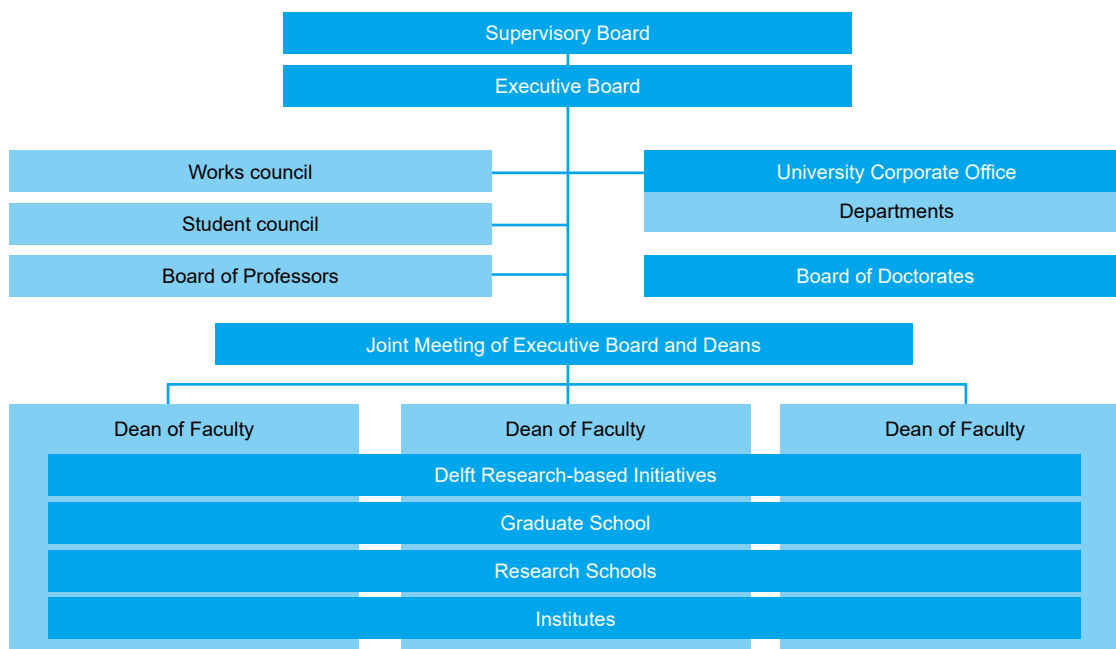 Supervisory Board
Executive Board
Works council
University Corporate Office
Departments
Student council
Board of Professors
Board of Doctorates
Joint Meeting of Executive Board and Deans
Dean of Faculty
Dean of Faculty
Dean of Faculty
Delft Research-based Initiatives
Graduate School
Research Schools
Institutes